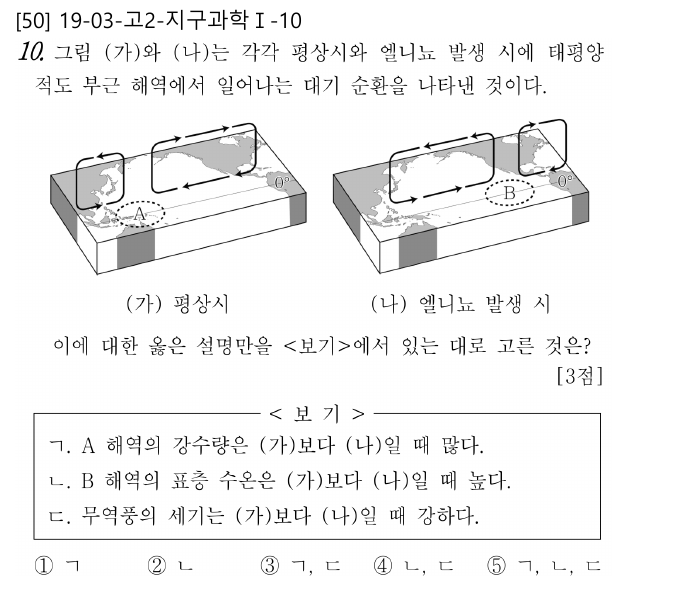 [50] 19-03-고2-지구과학Ⅰ-10
10. 그림 (가)와 (나)는 각각 평상시와 엘니뇨 발생 시에 태평양
적도 부근 해역에서 일어나는 대기 순환을 나타낸 것이다.
A 0°
B 0°
(가) 평상시 (나) 엘니뇨 발생 시
이에 대한 옳은 설명만을 <보기>에서 있는 대로 고른 것은?
[3점]
< 보 기 >
ㄱ. A 해역의 강수량은 (가)보다 (나)일 때 많다.
ㄴ. B 해역의 표층 수온은 (가)보다 (나)일 때 높다.
ㄷ. 무역풍의 세기는 (가)보다 (나)일 때 강하다.
① ㄱ ② ㄴ ③ ㄱ, ㄷ ④ ㄴ, ㄷ ⑤ ㄱ, ㄴ, ㄷ